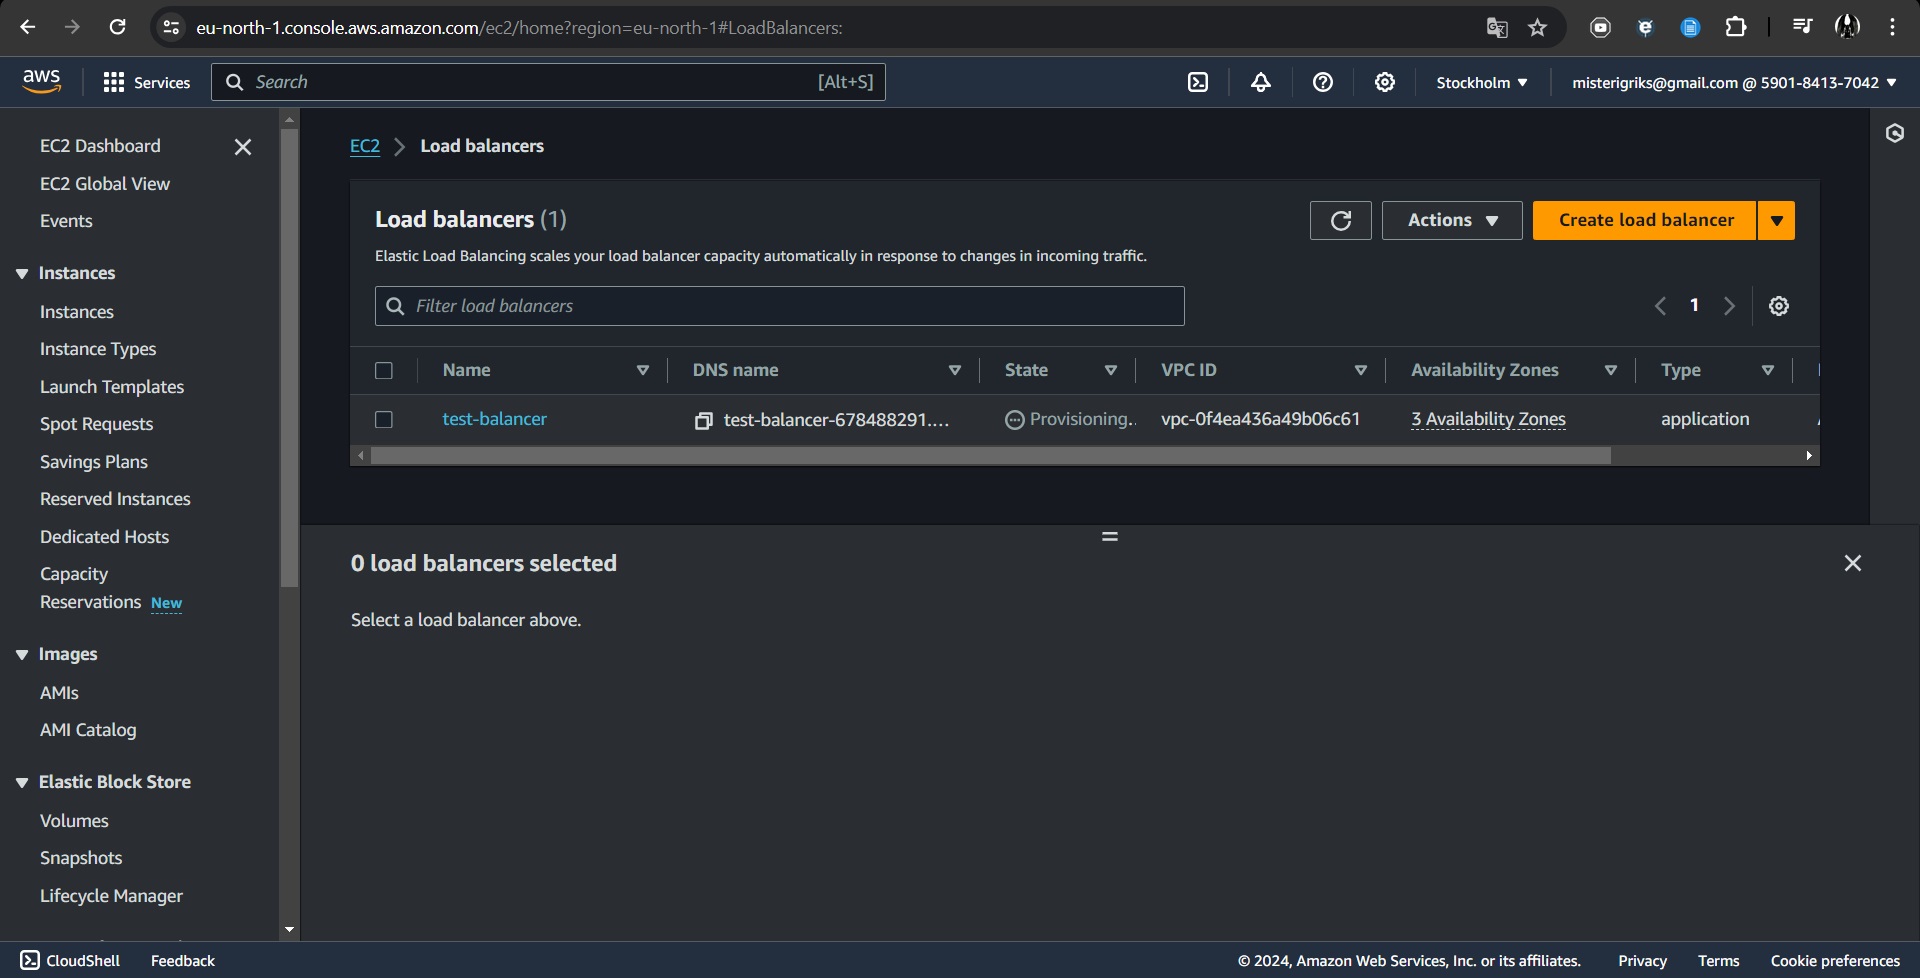 eu-north-1.console.aws.amazon.com/ec2/home?region=eu-north-1#LoadBalancers:
aws
Services
Search
[Alt+S]
Stockholm
misterigriks@gmail.com @ 5901-8413-7042
EC2 Dashboard
EC2 Global View
Events
Instances
Instances
Instance Types
Launch Templates
Spot Requests
Savings Plans
Reserved Instances
Dedicated Hosts
Capacity
Reservations New
Images
AMIs
AMI Catalog
Elastic Block Store
Volumes
Snapshots
Lifecycle Manager
EC2 > Load balancers
Load balancers (1)
Actions
Create load balancer
Elastic Load Balancing scales your load balancer capacity automatically in response to changes in incoming traffic.
Filter load balancers
1
Name DNS name State VPC ID Availability Zones Type
test-balancer test-balancer-678488291.... Provisioning.. vpc-0f4ea436a49b06c61 3 Availability Zones application
0 load balancers selected
Select a load balancer above.
CloudShell Feedback
© 2024, Amazon Web Services, Inc. or its affiliates. Privacy Terms Cookie preferences